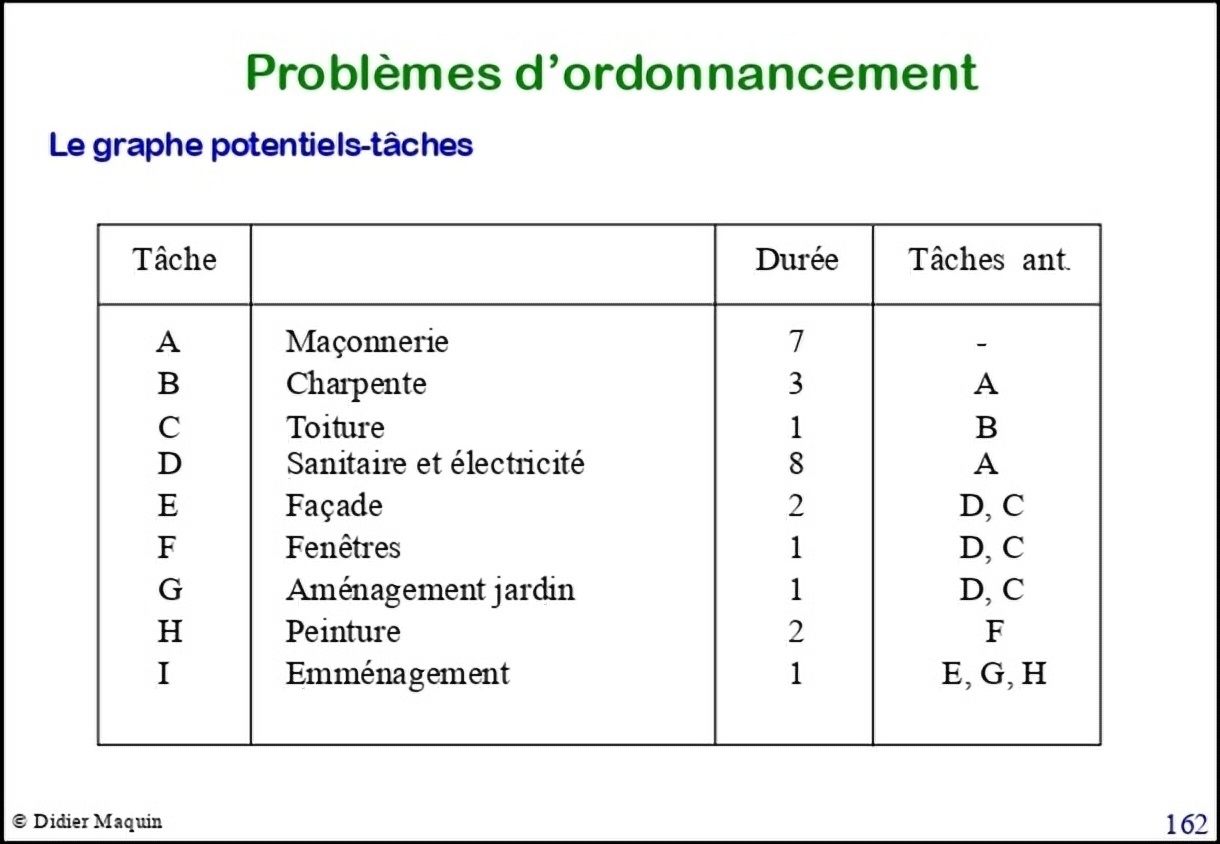 Problèmes d'ordonnancement
Le graphe potentiels-tâches
Tâche Durée Tâches ant.
A Maçonnerie 7 -
B Charpente 3 A
C Toiture 1 B
D Sanitaire et électricité 8 A
E Façade 2 D, C
F Fenêtres 1 D, C
G Aménagement jardin 1 D, C
H Peinture 2 F
I Emménagement 1 E, G, H
© Didier Maquin 162